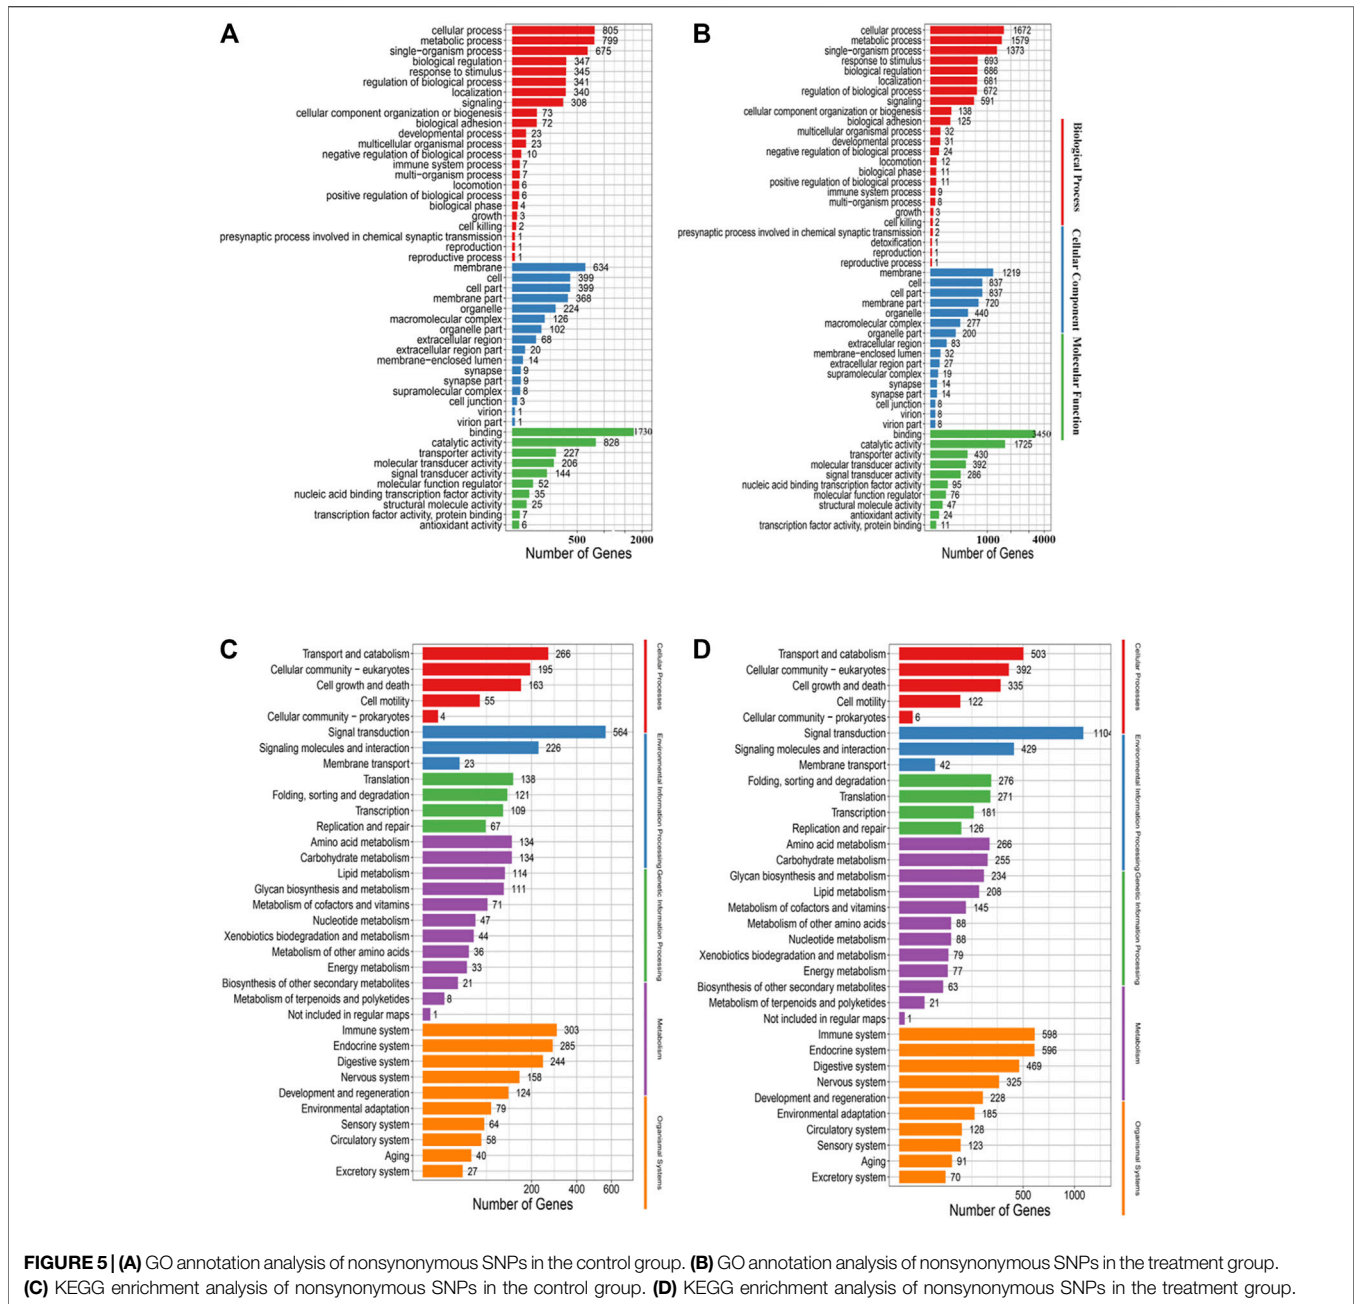 A
cellular process 805
metabolic process 799
single-organism process 675
biological regulation 347
response to stimulus 345
regulation of biological process 341
localization 340
signaling 308
cellular component organization or biogenesis 73
biological adhesion 72
developmental process 23
multicellular organismal process 23
negative regulation of biological process 10
immune system process 7
multi-organism process 7
locomotion 6
positive regulation of biological process 6
biological phase 4
growth 3
cell killing 2
presynaptic process involved in chemical synaptic transmission 1
reproduction 1
reproductive process 1
membrane 634
cell 399
cell part 399
membrane part 368
organelle 224
macromolecular complex 126
organelle part 102
extracellular region 68
extracellular region part 20
membrane-enclosed lumen 14
synapse 9
synapse part 9
supramolecular complex 8
cell junction 3
virion 1
virion part 1
binding 1730
catalytic activity 828
transporter activity 227
molecular transducer activity 206
signal transducer activity 144
molecular function regulator 52
nucleic acid binding transcription factor activity 35
structural molecule activity 25
transcription factor activity, protein binding 7
antioxidant activity 6
500 2000
Number of Genes
B
cellular process 1672
metabolic process 1579
single-organism process 1373
response to stimulus 693
biological regulation 686
localization 681
regulation of biological process 672
signaling 591
cellular component organization or biogenesis 138
biological adhesion 125
multicellular organismal process 32
developmental process 31
negative regulation of biological process 24
locomotion 12
biological phase 11
positive regulation of biological process 11
immune system process 9
multi-organism process 8
growth 3
cell killing 2
presynaptic process involved in chemical synaptic transmission 2
detoxification 1
reproduction 1
reproductive process 1
membrane 1219
cell 837
cell part 837
membrane part 720
organelle 440
macromolecular complex 277
organelle part 200
extracellular region 83
membrane-enclosed lumen 32
extracellular region part 27
supramolecular complex 19
synapse 14
synapse part 14
cell junction 8
virion 8
virion part 8
binding 3450
catalytic activity 1725
transporter activity 430
molecular transducer activity 392
signal transducer activity 286
nucleic acid binding transcription factor activity 95
molecular function regulator 76
structural molecule activity 47
antioxidant activity 24
transcription factor activity, protein binding 11
1000 4000
Number of Genes
Biological Process
Cellular Component
Molecular Function
C
Transport and catabolism 266
Cellular community - eukaryotes 195
Cell growth and death 163
Cell motility 55
Cellular community - prokaryotes 4
Signal transduction 564
Signaling molecules and interaction 226
Membrane transport 23
Translation 138
Folding, sorting and degradation 121
Transcription 109
Replication and repair 67
Amino acid metabolism 134
Carbohydrate metabolism 134
Lipid metabolism 114
Glycan biosynthesis and metabolism 111
Metabolism of cofactors and vitamins 71
Nucleotide metabolism 47
Xenobiotics biodegradation and metabolism 44
Metabolism of other amino acids 36
Energy metabolism 33
Biosynthesis of other secondary metabolites 21
Metabolism of terpenoids and polyketides 8
Not included in regular maps 1
Immune system 303
Endocrine system 285
Digestive system 244
Nervous system 158
Development and regeneration 124
Environmental adaptation 79
Sensory system 64
Circulatory system 58
Aging 40
Excretory system 27
200 400 600
Number of Genes
Cellular Processes
Environmental Information Processing
Genetic Information Processing
Metabolism
Organismal Systems
D
Transport and catabolism 503
Cellular community - eukaryotes 392
Cell growth and death 335
Cell motility 122
Cellular community - prokaryotes 6
Signal transduction 1104
Signaling molecules and interaction 429
Membrane transport 42
Folding, sorting and degradation 276
Translation 271
Transcription 181
Replication and repair 126
Amino acid metabolism 266
Carbohydrate metabolism 255
Glycan biosynthesis and metabolism 234
Lipid metabolism 208
Metabolism of cofactors and vitamins 145
Metabolism of other amino acids 88
Nucleotide metabolism 88
Xenobiotics biodegradation and metabolism 79
Energy metabolism 77
Biosynthesis of other secondary metabolites 63
Metabolism of terpenoids and polyketides 21
Not included in regular maps 1
Immune system 598
Endocrine system 596
Digestive system 469
Nervous system 325
Development and regeneration 228
Environmental adaptation 185
Circulatory system 128
Sensory system 123
Aging 91
Excretory system 70
500 1000
Number of Genes
Cellular Processes
Environmental Information Processing
Genetic Information Processing
Metabolism
Organismal Systems
FIGURE 5 | (A) GO annotation analysis of nonsynonymous SNPs in the control group. (B) GO annotation analysis of nonsynonymous SNPs in the treatment group.
(C) KEGG enrichment analysis of nonsynonymous SNPs in the control group. (D) KEGG enrichment analysis of nonsynonymous SNPs in the treatment group.